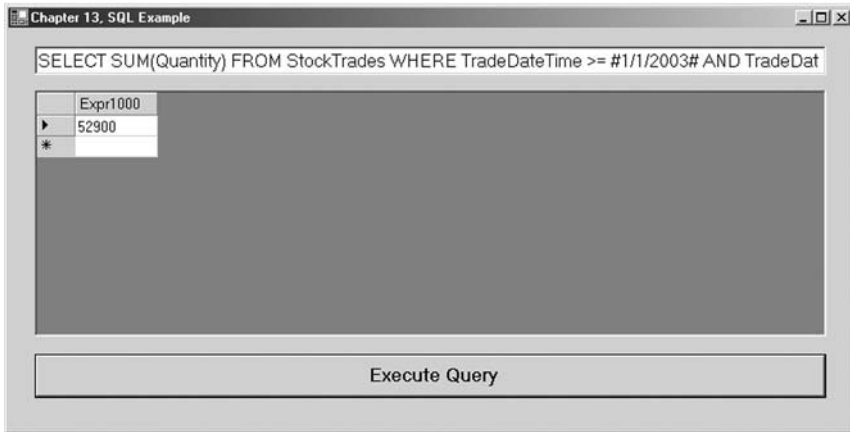 Chapter 13, SQL Example
SELECT SUM(Quantity) FROM StockTrades WHERE TradeDateTime >= #1/1/2003# AND TradeDat
Expr1000
52900
Execute Query